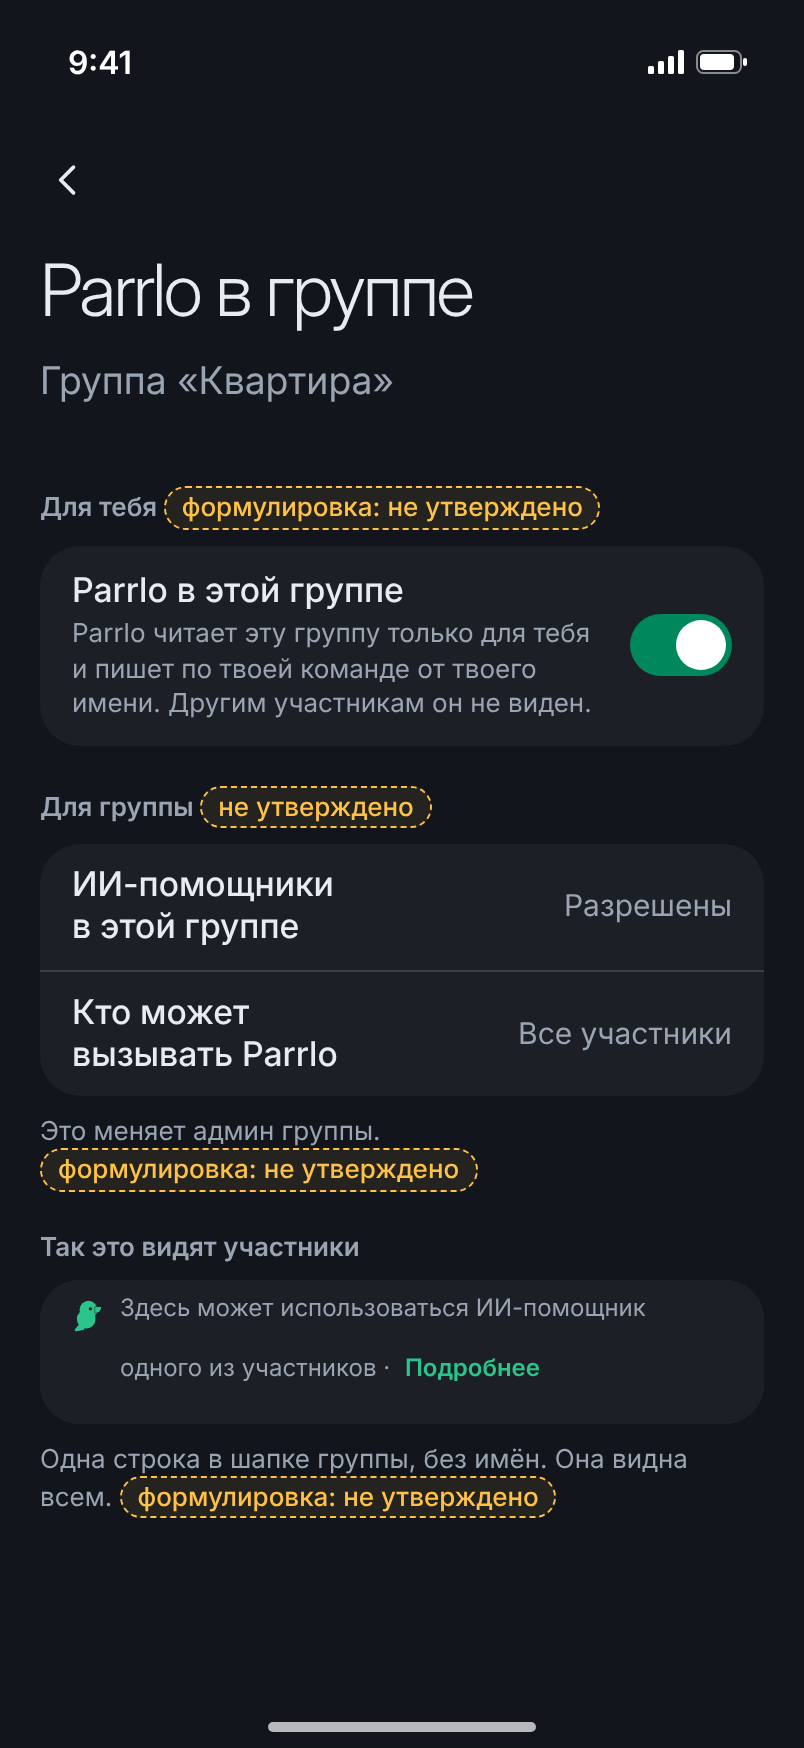 9:41
Parrlo в группе
Группа «Квартира»
Для тебя формулировка: не утверждено
Parrlo в этой группе
Parrlo читает эту группу только для тебя
и пишет по твоей команде от твоего
имени. Другим участникам он не виден.
Для группы не утверждено
ИИ-помощники
в этой группе
Разрешены
Кто может
вызывать Parrlo
Все участники
Это меняет админ группы.
формулировка: не утверждено
Так это видят участники
Здесь может использоваться ИИ-помощник
одного из участников · Подробнее
Одна строка в шапке группы, без имён. Она видна
всем. формулировка: не утверждено